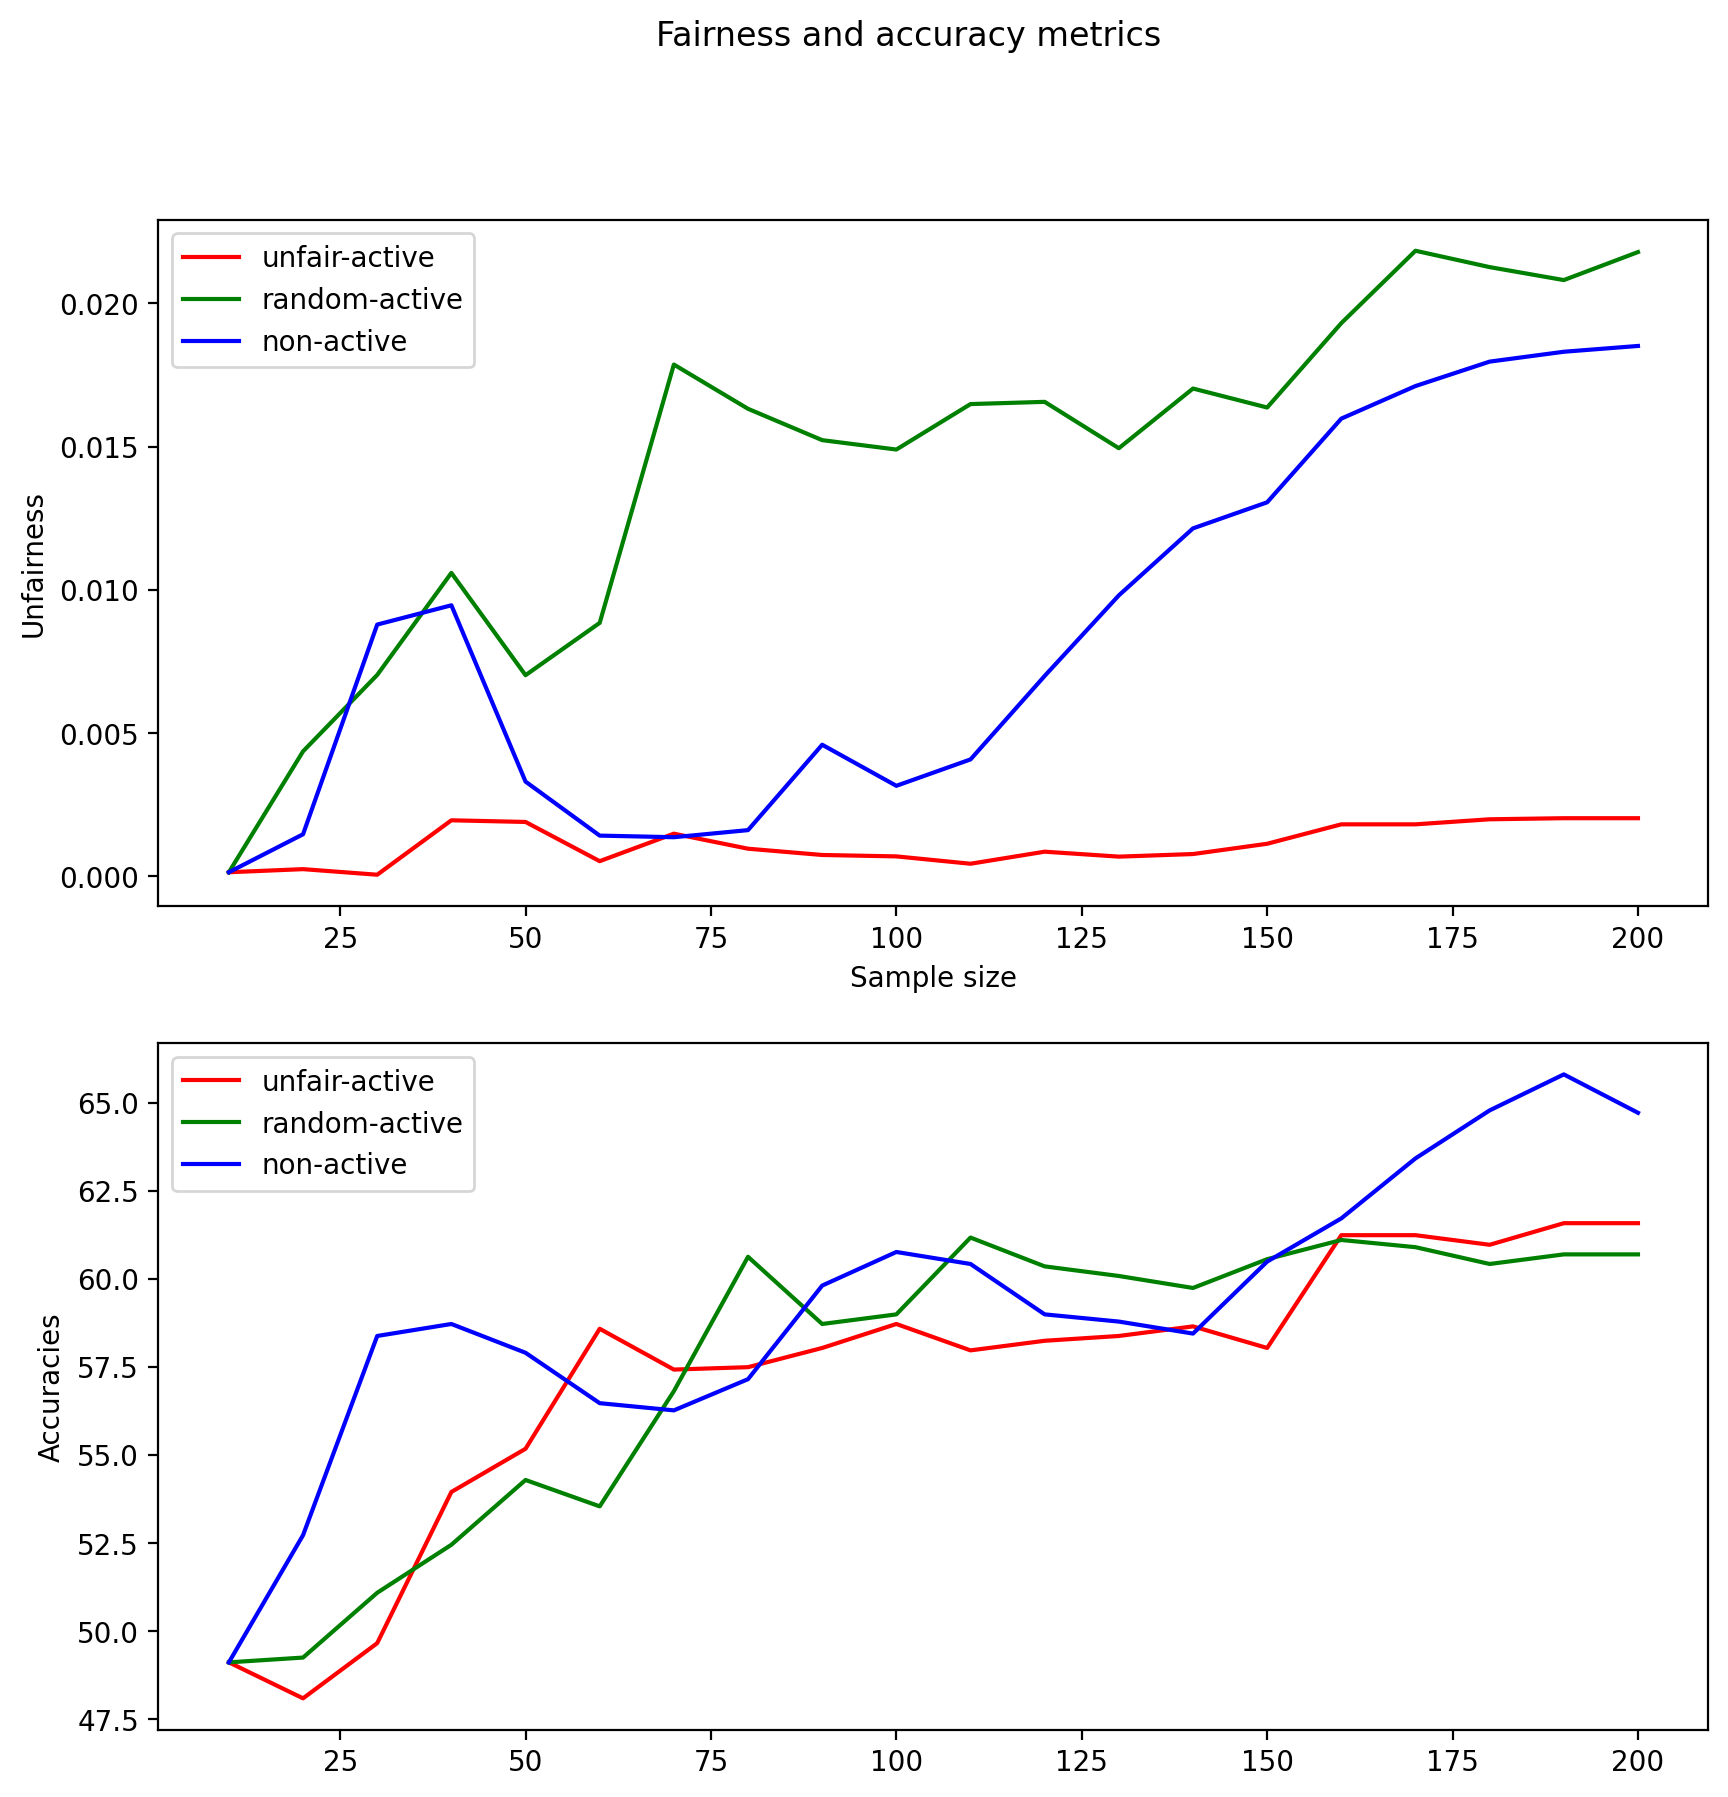 Fairness and accuracy metrics
unfair-active
random-active
non-active
0.020
0.015
0.010
0.005
0.000
Unfairness
25 50 75 100 125 150 175 200
Sample size
unfair-active
random-active
non-active
65.0
62.5
60.0
57.5
55.0
52.5
50.0
47.5
Accuracies
25 50 75 100 125 150 175 200